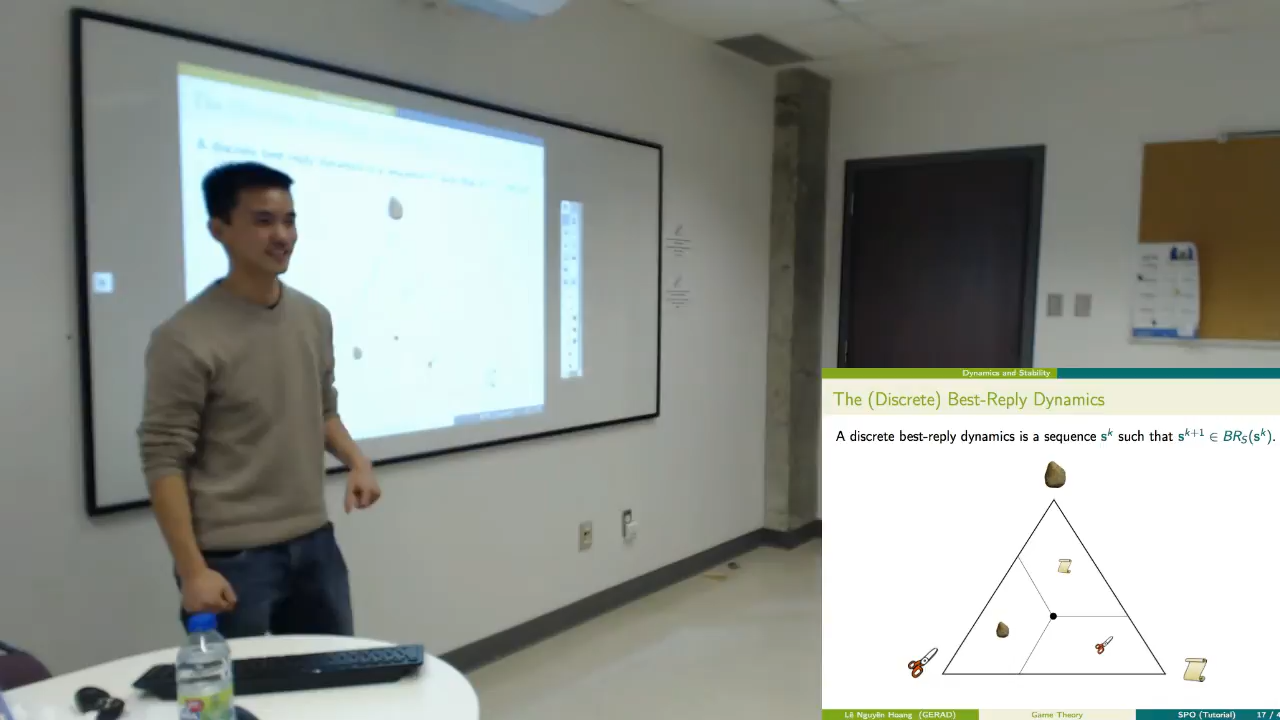 Dynamics and Stability
The (Discrete) Best-Reply Dynamics
A discrete best-reply dynamics is a sequence s^k such that s^{k+1} ∈ BR_S(s^k).
Lê Nguyên Hoang (GERAD) Game Theory SPO (Tutorial) 17 / 4